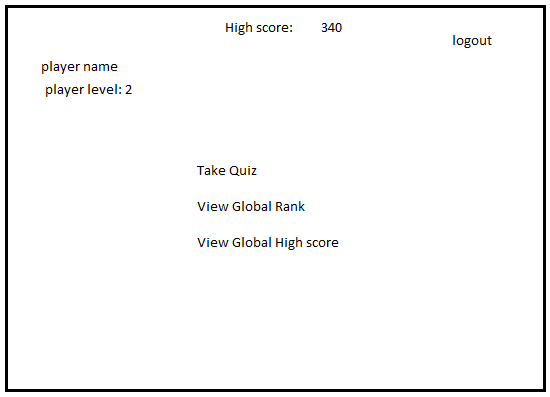 High score: 340
logout
player name
player level: 2
Take Quiz
View Global Rank
View Global High score